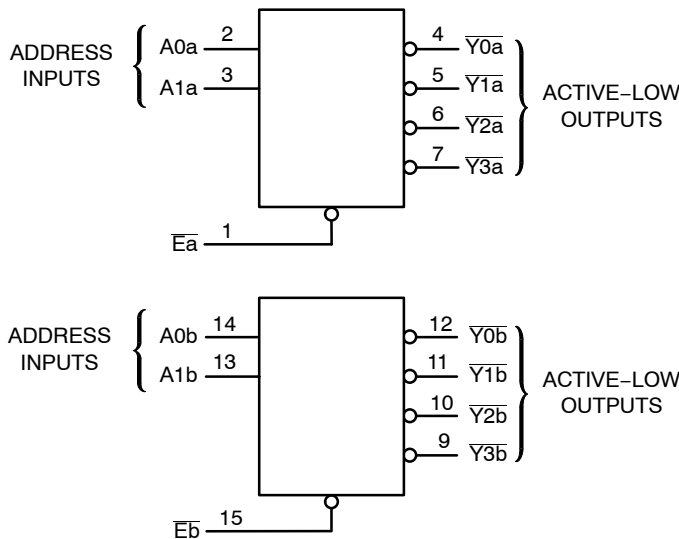 ADDRESS
INPUTS
A0a 2
A1a 3
4 Y0a
5 Y1a
6 Y2a
7 Y3a
ACTIVE−LOW
OUTPUTS
Ea 1
ADDRESS
INPUTS
A0b 14
A1b 13
12 Y0b
11 Y1b
10 Y2b
9 Y3b
ACTIVE−LOW
OUTPUTS
Eb 15